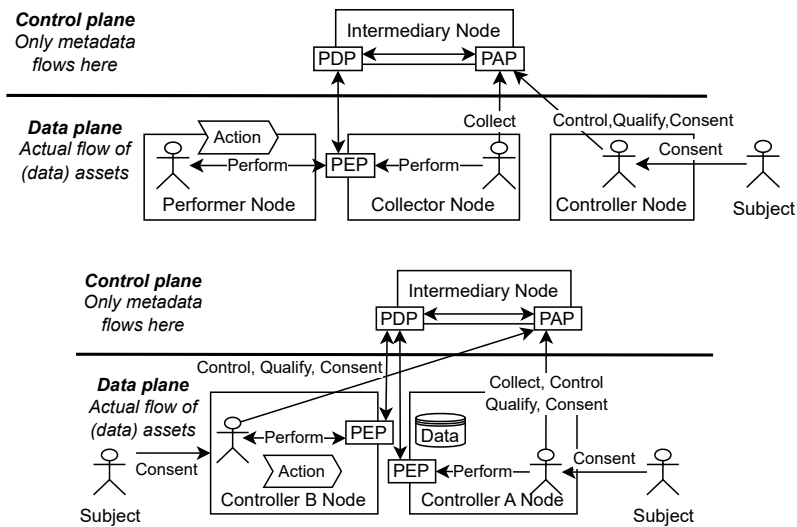 Control plane
Only metadata
flows here
Intermediary Node
PDP
PAP
Data plane
Actual flow of
(data) assets
Action
Perform
PEP
Perform
Collect
Control,Qualify,Consent
Consent
Performer Node
Collector Node
Controller Node
Subject
Control plane
Only metadata
flows here
Intermediary Node
PDP
PAP
Control, Qualify, Consent
Data plane
Actual flow of
(data) assets
Collect, Control
Qualify, Consent
Perform
PEP
Data
Consent
Action
PEP
Perform
Consent
Controller B Node
Controller A Node
Subject
Subject